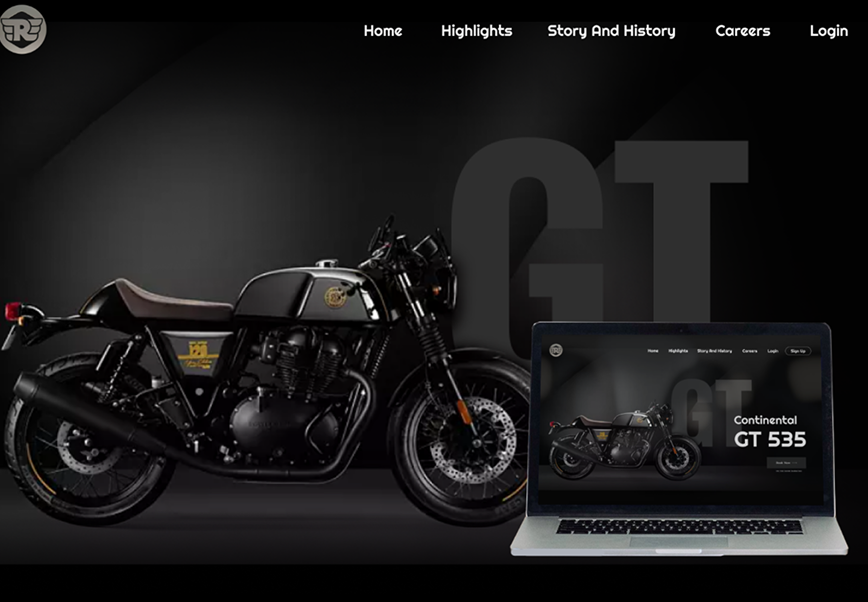 R
Home Highlights Story And History Careers Login
GT
120
Home Highlights Story And History Careers Login Sign Up
GT
Continental
GT 535